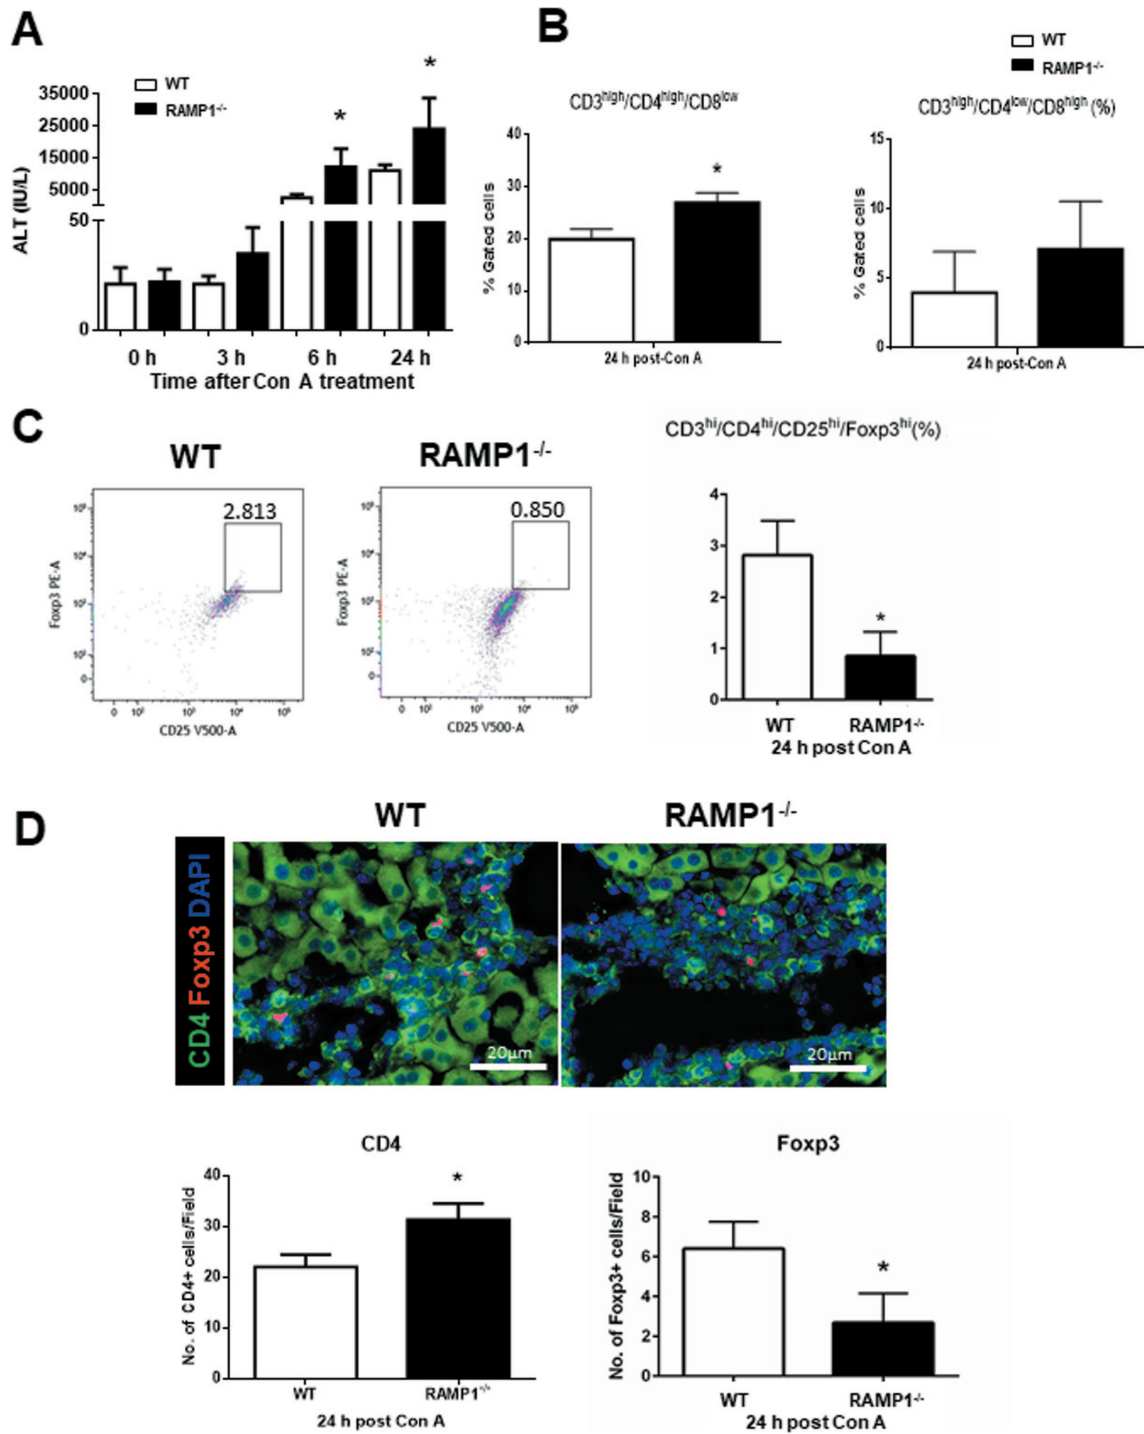 A
WT
RAMP1-/-
ALT (IU/L)
35000
25000
15000
5000
50
0
*
*
0 h 3 h 6 h 24 h
Time after Con A treatment
B
WT
RAMP1-/-
CD3high/CD4high/CD8low
% Gated cells
40
30
20
10
0
*
24 h post-Con A
CD3high/CD4low/CD8high (%)
% Gated cells
15
10
5
0
24 h post-Con A
C
WT
2.813
Foxp3 PE-A
CD25 V500-A
RAMP1-/-
0.850
Foxp3 PE-A
CD25 V500-A
CD3hi/CD4hi/CD25hi/Foxp3hi(%)
4
3
2
1
0
*
WT RAMP1-/-
24 h post Con A
D
WT RAMP1-/-
CD4 Foxp3 DAPI
20μm
20μm
CD4
No. of CD4+ cells/Field
40
30
20
10
0
*
WT RAMP1-/-
24 h post Con A
Foxp3
No. of Foxp3+ cells/Field
10
8
6
4
2
0
*
WT RAMP1-/-
24 h post Con A